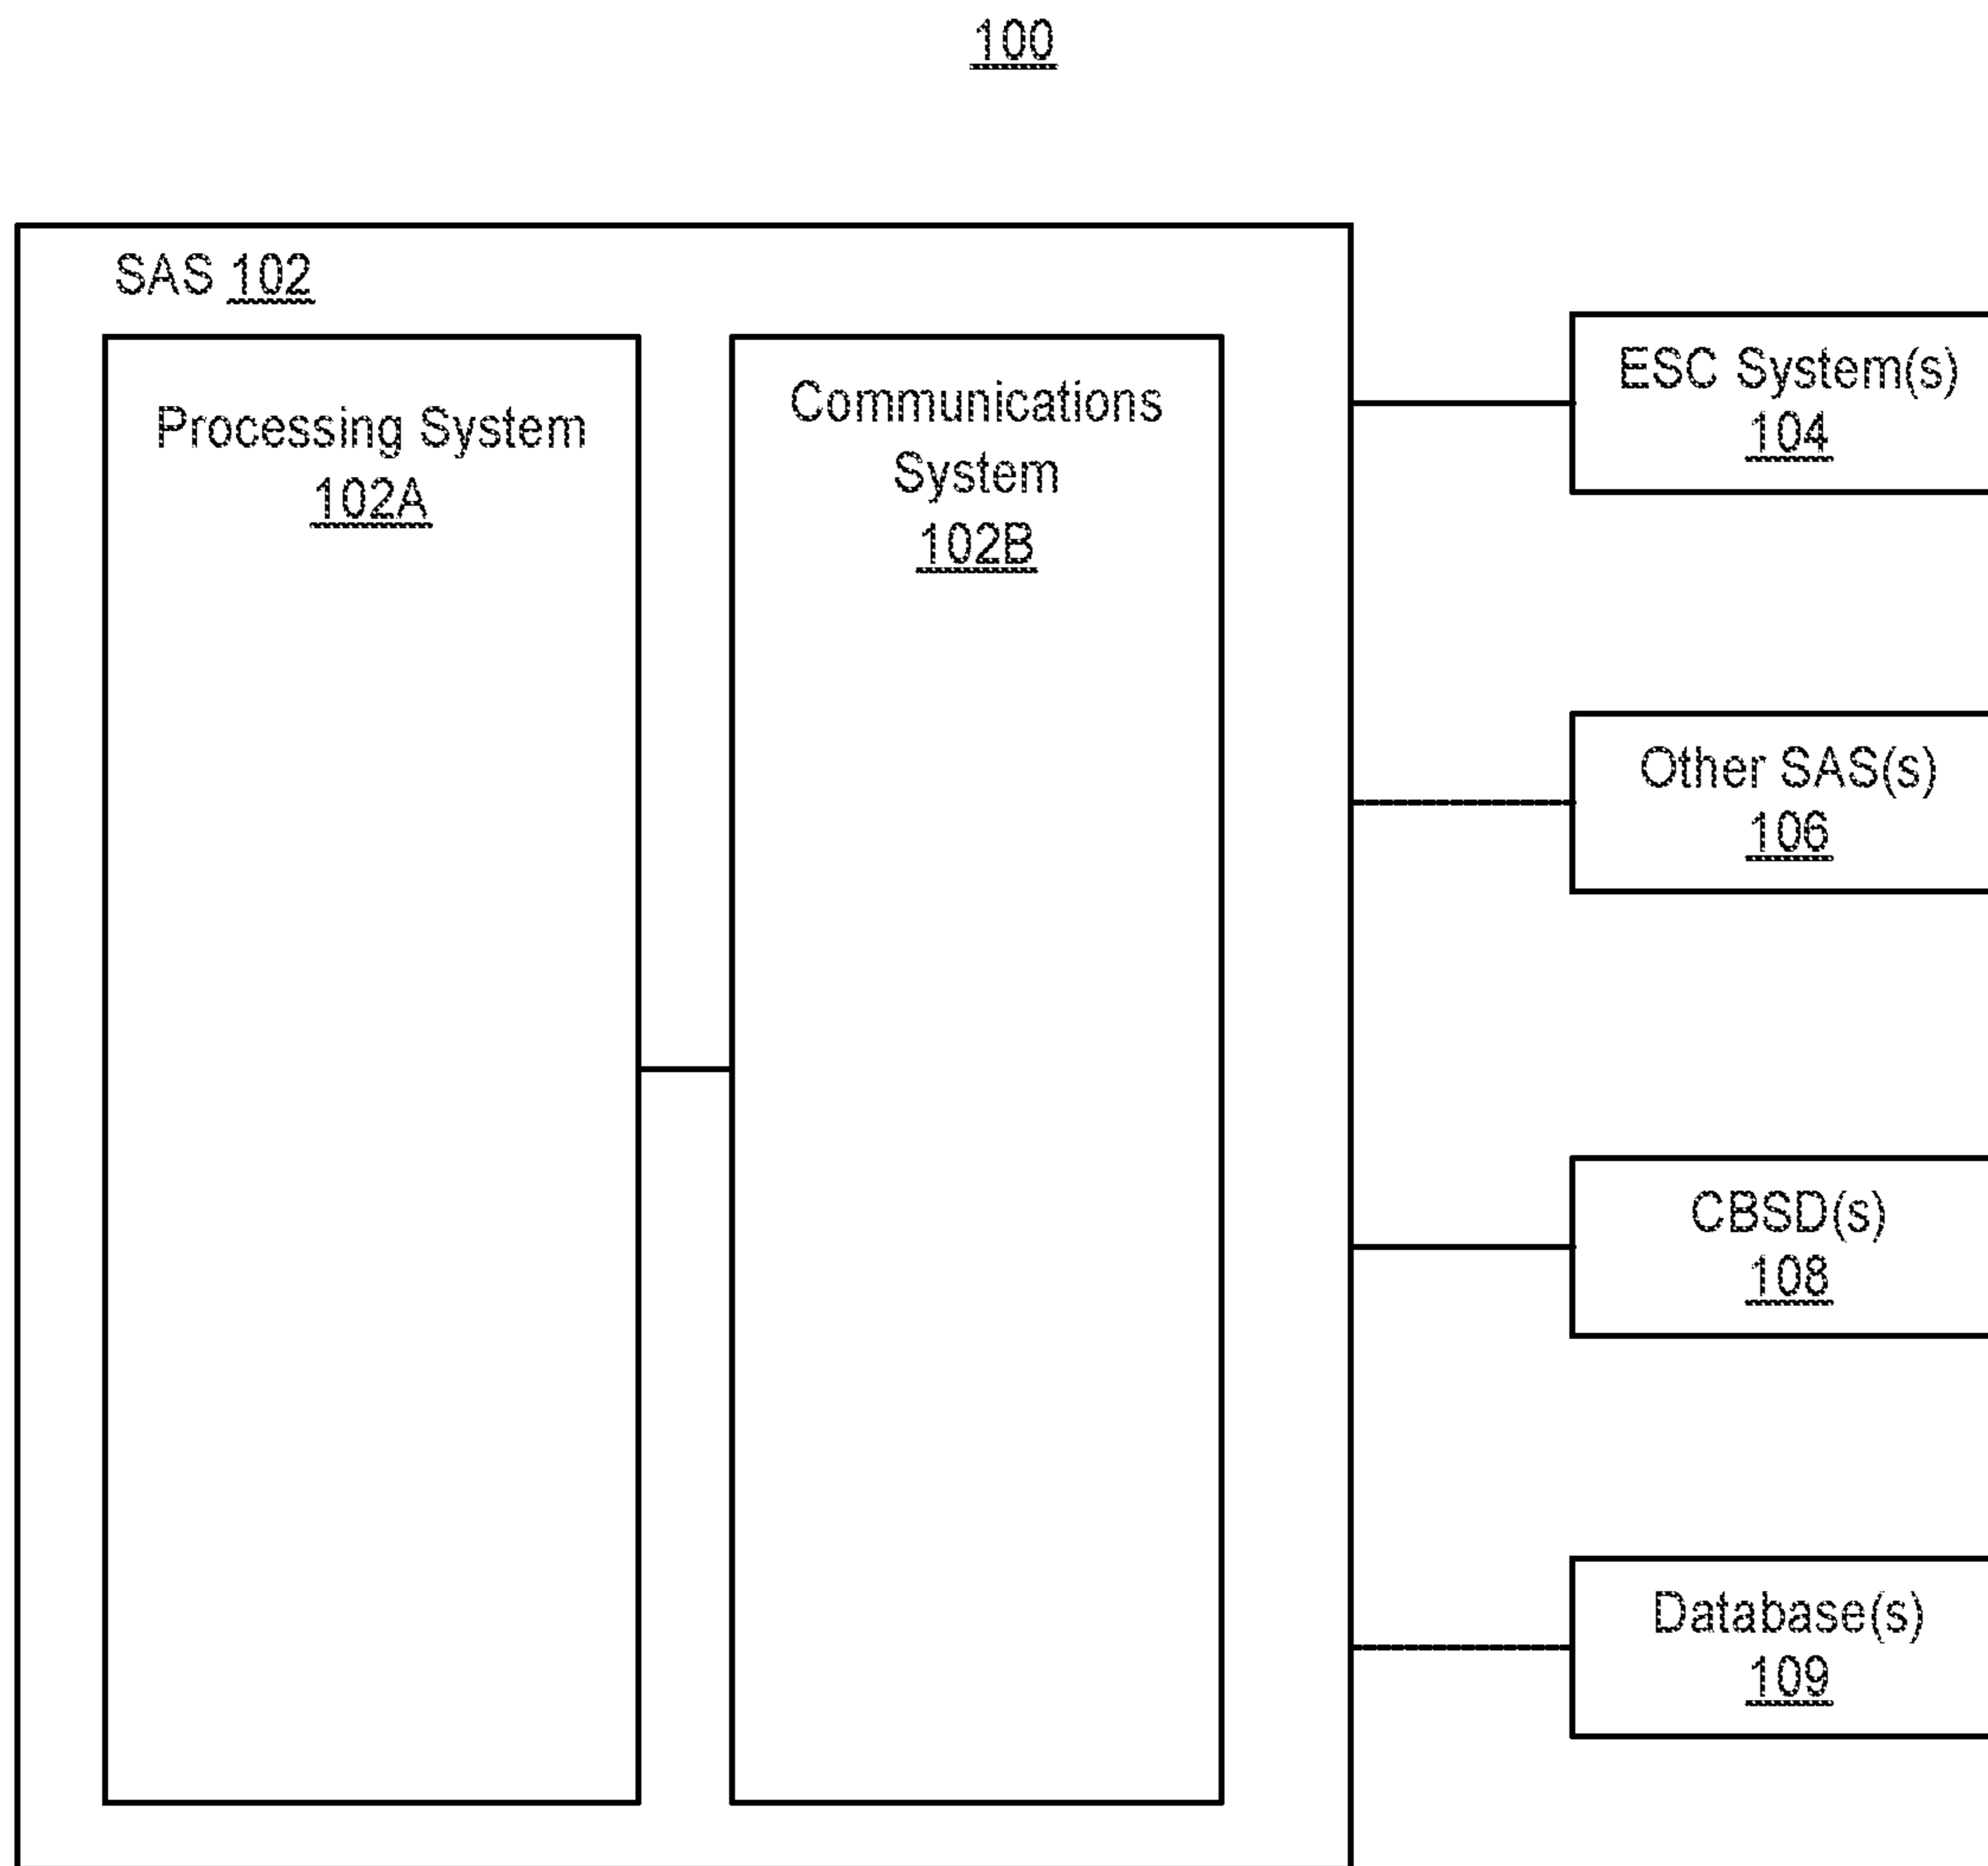 100
SAS 102
Processing System
102A
Communications
System
102B
ESC System(s)
104
Other SAS(s)
106
CBSD(s)
108
Database(s)
109